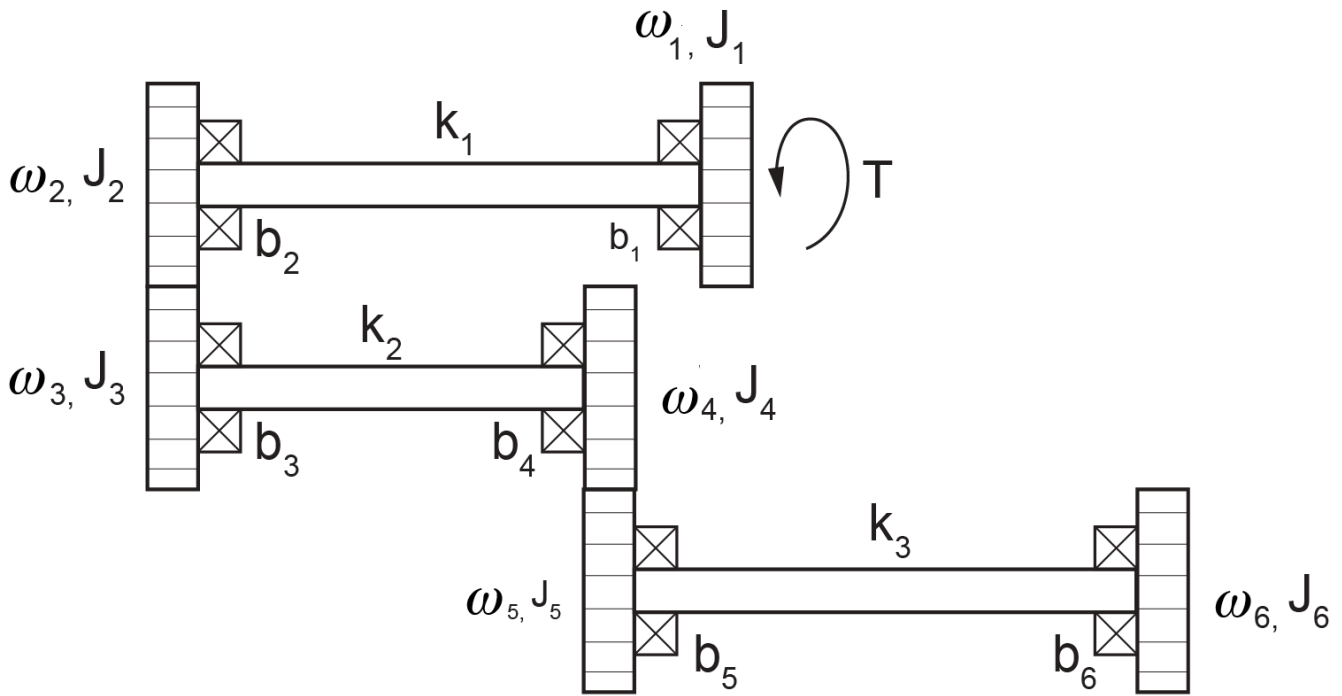 ω₁, J₁
k₁
ω₂, J₂
T
b₂
b₁
k₂
ω₃, J₃
ω₄, J₄
b₃
b₄
k₃
ω₅, J₅
ω₆, J₆
b₅
b₆